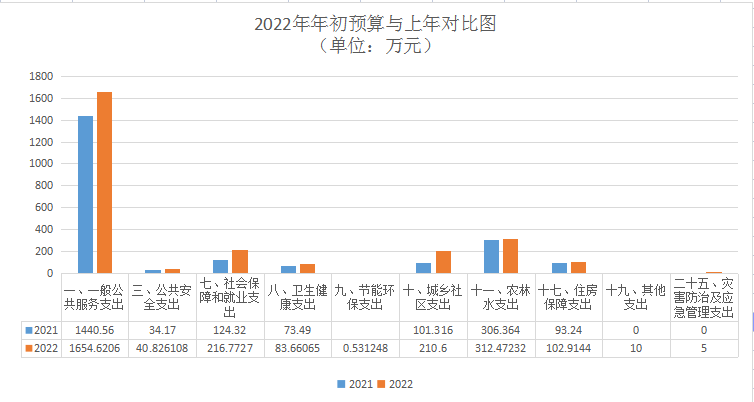 2022年年初预算与上年对比图
（单位：万元）
1800
1600
1400
1200
1000
800
600
400
200
0
一、一般公共服务支出 三、公共安全支出 七、社会保障和就业支出 八、卫生健康支出 九、节能环保支出 十、城乡社区支出 十一、农林水支出 十七、住房保障支出 十九、其他支出 二十五、灾害防治及应急管理支出
2021 1440.56 34.17 124.32 73.49 101.316 306.364 93.24 0 0
2022 1654.6206 40.826108 216.7727 83.66065 0.531248 210.6 312.47232 102.9144 10 5
2021 2022